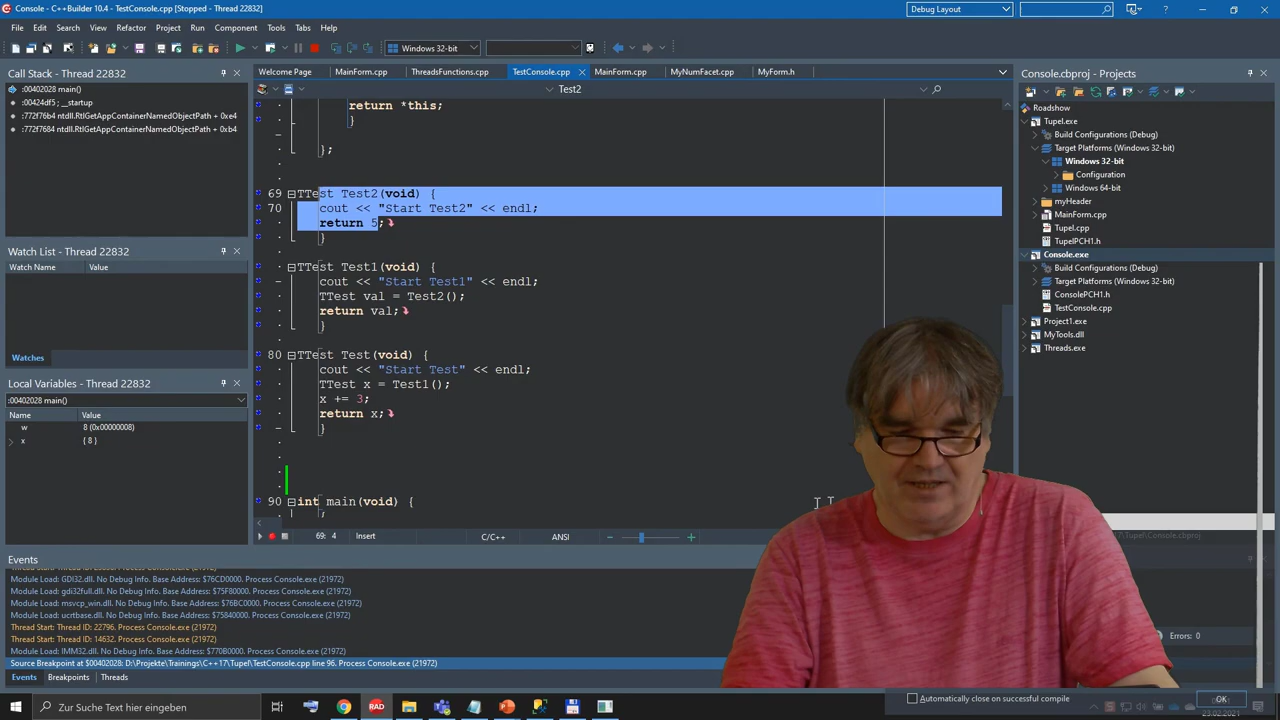 Console - C++Builder 10.4 - TestConsole.cpp [Stopped - Thread 22832]
Debug Layout
File Edit Search View Refactor Project Run Component Tools Tabs Help
Windows 32-bit
Call Stack - Thread 22832
:00402028 main()
:00424df5 ; __startup
:772f76b4 ntdll.RtlGetAppContainerNamedObjectPath + 0xe4
:772f7684 ntdll.RtlGetAppContainerNamedObjectPath + 0xb4
Watch List - Thread 22832
Watch Name Value
Watches
Local Variables - Thread 22832
:00402028 main()
Name Value
w 8 (0x00000008)
x { 8 }
Welcome Page MainForm.cpp ThreadsFunctions.cpp TestConsole.cpp MainForm.cpp MyNumFacet.cpp MyForm.h
Test2
return *this;
}
};
69 TTest Test2(void) {
70 cout << "Start Test2" << endl;
return 5;
}
TTest Test1(void) {
cout << "Start Test1" << endl;
TTest val = Test2();
return val;
}
80 TTest Test(void) {
cout << "Start Test" << endl;
TTest x = Test1();
x += 3;
return x;
}
90 int main(void) {
69: 4 Insert C/C++ ANSI
Console.cbproj - Projects
Roadshow
Tupel.exe
Build Configurations (Debug)
Target Platforms (Windows 32-bit)
Windows 32-bit
Configuration
Windows 64-bit
myHeader
MainForm.cpp
Tupel.cpp
TupelPCH1.h
Console.exe
Build Configurations (Debug)
Target Platforms (Windows 32-bit)
ConsolePCH1.h
TestConsole.cpp
Project1.exe
MyTools.dll
Threads.exe
Tupel\Console.cbproj
Events
Module Load: GDI32.dll. No Debug Info. Base Address: $76CD0000. Process Console.exe (21972)
Module Load: gdi32full.dll. No Debug Info. Base Address: $75F80000. Process Console.exe (21972)
Module Load: msvcp_win.dll. No Debug Info. Base Address: $76BC0000. Process Console.exe (21972)
Module Load: ucrtbase.dll. No Debug Info. Base Address: $75840000. Process Console.exe (21972)
Thread Start: Thread ID: 22796. Process Console.exe (21972)
Thread Start: Thread ID: 14632. Process Console.exe (21972)
Module Load: IMM32.dll. No Debug Info. Base Address: $770B0000. Process Console.exe (21972)
Source Breakpoint at $00402028: D:\Projekte\Trainings\C++17\Tupel\TestConsole.cpp line 96. Process Console.exe (21972)
Events Breakpoints Threads
Errors: 0
Automatically close on successful compile
OK
Zur Suche Text hier eingeben
RAD
23.02.2021